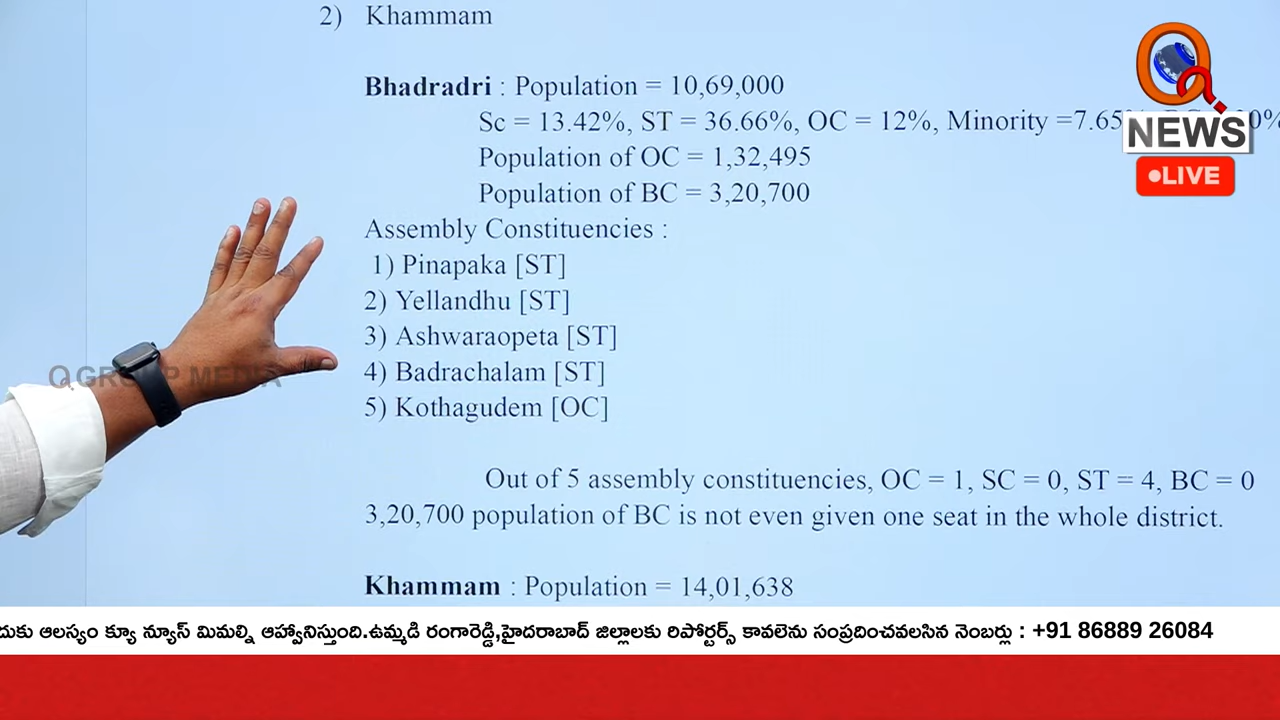 2) Khammam
Bhadradri : Population = 10,69,000
Sc = 13.42%, ST = 36.66%, OC = 12%, Minority =7.65
Population of OC = 1,32,495
Population of BC = 3,20,700
Assembly Constituencies :
1) Pinapaka [ST]
2) Yellandhu [ST]
3) Ashwaraopeta [ST]
4) Badrachalam [ST]
5) Kothagudem [OC]
Out of 5 assembly constituencies, OC = 1, SC = 0, ST = 4, BC = 0
3,20,700 population of BC is not even given one seat in the whole district.
Khammam : Population = 14,01,638
Q
NEWS
LIVE
Q GROUP MEDIA
ఆలస్యం క్యూ న్యూస్ మిమల్ని ఆహ్వానిస్తుంది.ఉమ్మడి రంగారెడ్డి,హైదరాబాద్ జిల్లాలకు రిపోర్టర్స్ కావలెను సంప్రదించవలసిన నెంబర్లు : +91 86889 26084